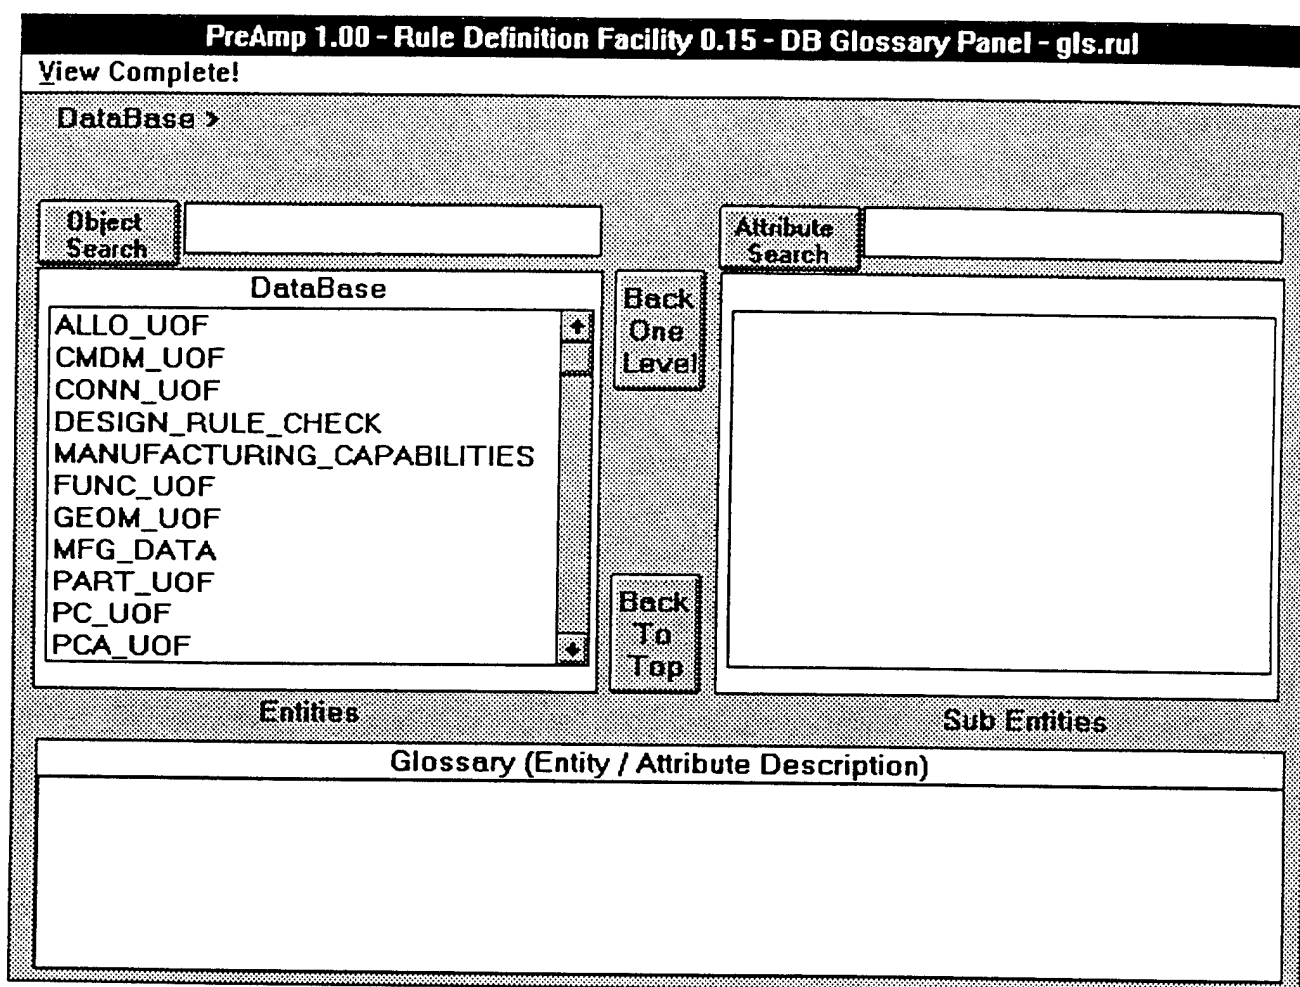 PreAmp 1.00 - Rule Definition Facility 0.15 - DB Glossary Panel - gls.rul
View Complete!
DataBase >
Object
Search
Attribute
Search
DataBase
ALLO_UOF
CMDM_UOF
CONN_UOF
DESIGN_RULE_CHECK
MANUFACTURING_CAPABILITIES
FUNC_UOF
GEOM_UOF
MFG_DATA
PART_UOF
PC_UOF
PCA_UOF
Back
One
Level
Back
To
Top
Entities
Sub Entities
Glossary (Entity / Attribute Description)